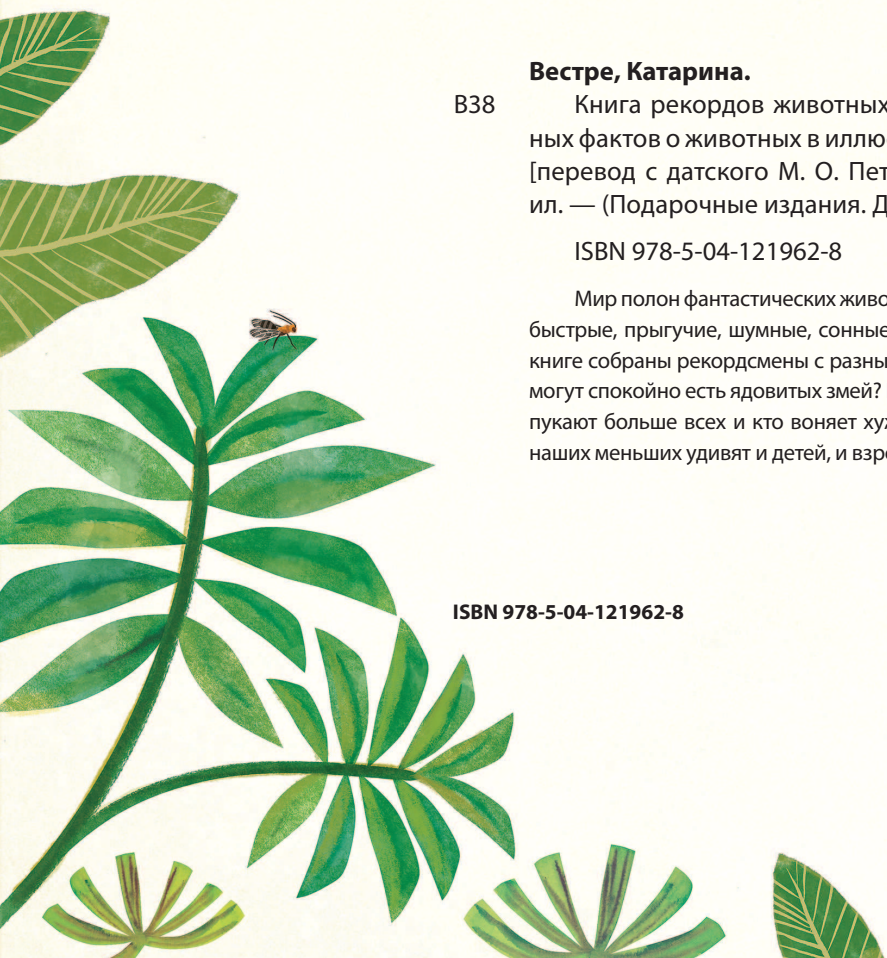 Вестре, Катарина.
В38 Книга рекордов животных
ных фактов о животных в иллю-
[перевод с датского М. О. Пет
ил. — (Подарочные издания. Д
ISBN 978-5-04-121962-8
Мир полон фантастических живо
быстрые, прыгучие, шумные, сонные
книге собраны рекордсмены с разны
могут спокойно есть ядовитых змей?
пукают больше всех и кто воняет ху
наших меньших удивят и детей, и взро
ISBN 978-5-04-121962-8